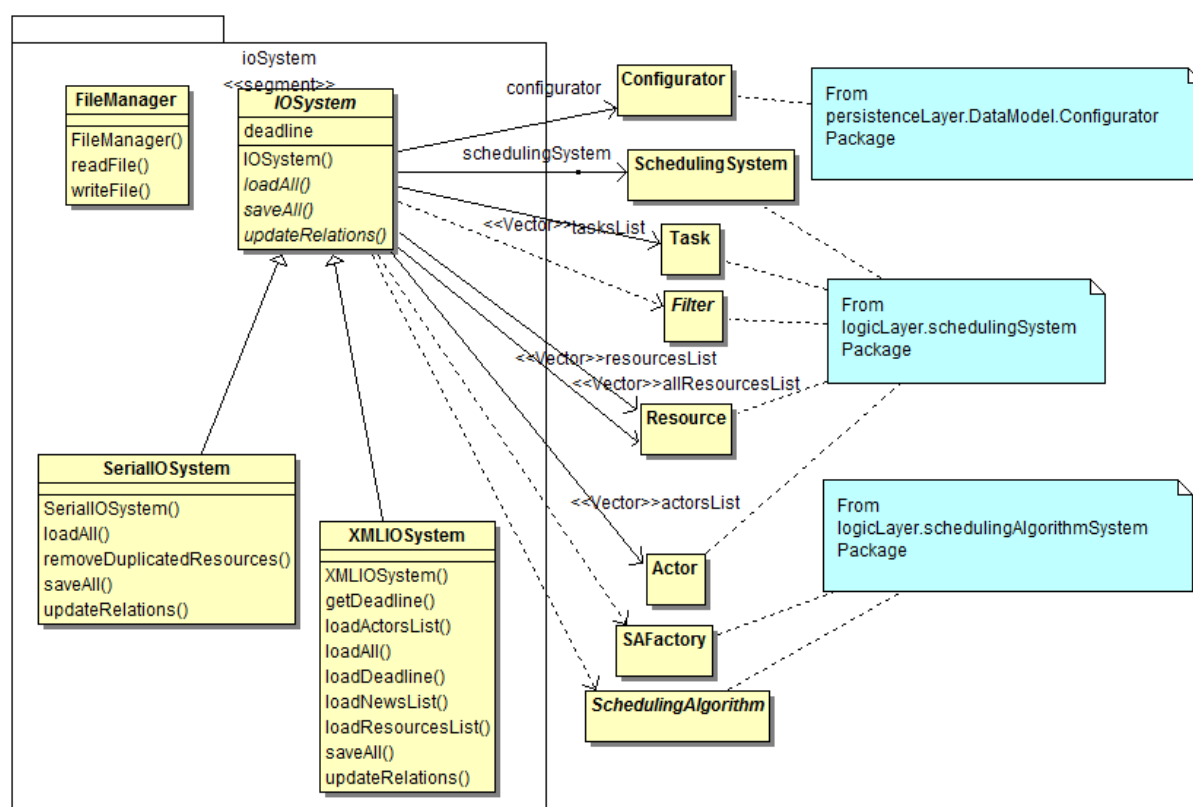 ioSystem
<<segment>>
FileManager
FileManager()
readFile()
writeFile()
IOSystem
deadline
IOSystem()
loadAll()
saveAll()
updateRelations()
configurator
Configurator
From
persistenceLayer.DataModel.Configurator
Package
schedulingSystem
SchedulingSystem
<<Vector>>tasksList
Task
Filter
From
logicLayer.schedulingSystem
Package
<<Vector>>resourcesList
<<Vector>>allResourcesList
Resource
SerialIOSystem
SerialIOSystem()
loadAll()
removeDuplicatedResources()
saveAll()
updateRelations()
XMLIOSystem
XMLIOSystem()
getDeadline()
loadActorsList()
loadAll()
loadDeadline()
loadNewsList()
loadResourcesList()
saveAll()
updateRelations()
<<Vector>>actorsList
Actor
From
logicLayer.schedulingAlgorithmSystem
Package
SAFactory
SchedulingAlgorithm